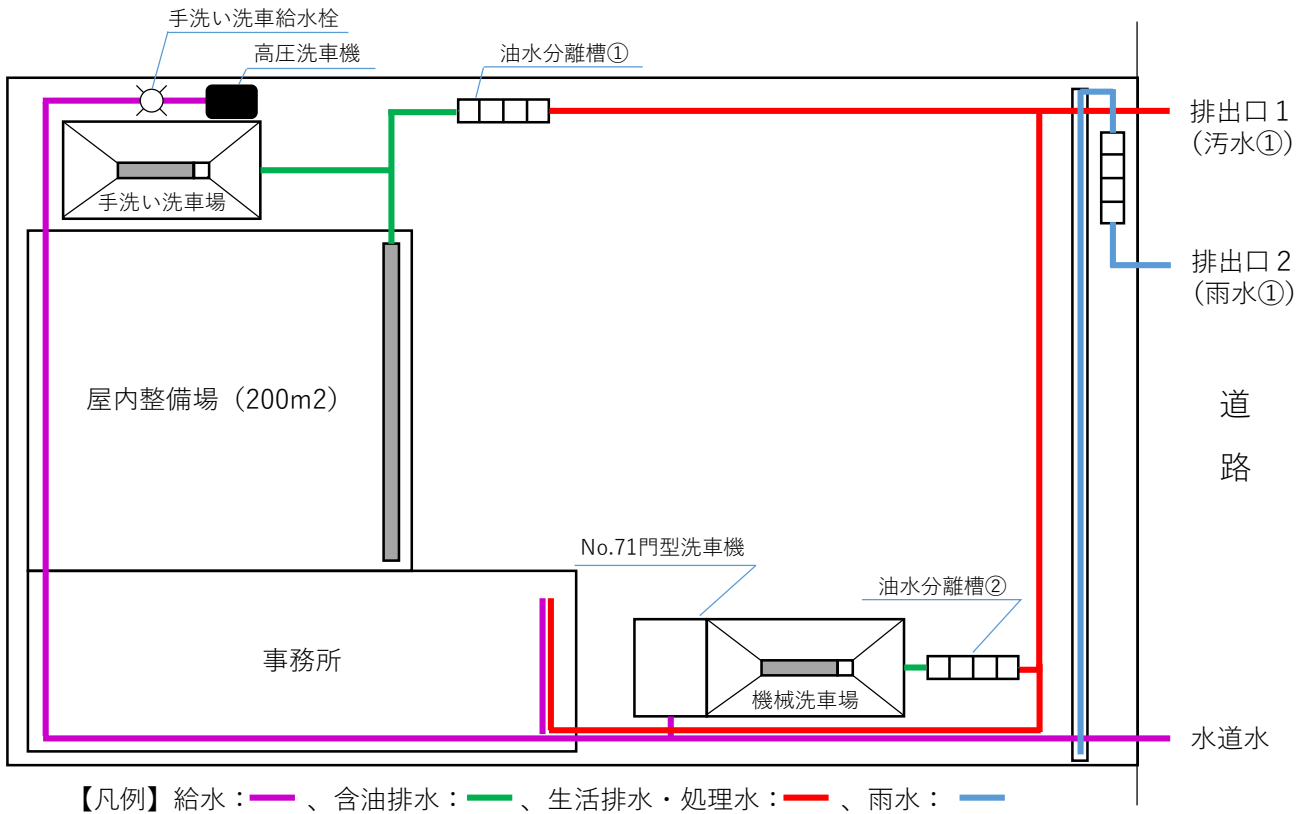 手洗い洗車給水栓
高圧洗車機
油水分離槽①
排出口1
(汚水①)
手洗い洗車場
排出口2
(雨水①)
屋内整備場(200m2)
道
路
No.71門型洗車機
油水分離槽②
事務所
機械洗車場
水道水
【凡例】給水: 、含油排水: 、生活排水・処理水: 、雨水: